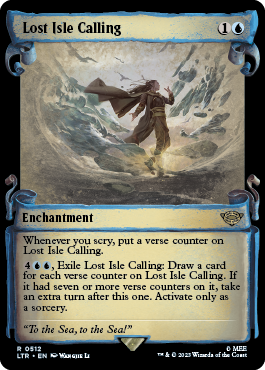 Lost Isle Calling 1
Enchantment
Whenever you scry, put a verse counter on
Lost Isle Calling.
4, Exile Lost Isle Calling: Draw a card
for each verse counter on Lost Isle Calling. If
it had seven or more verse counters on it, take
an extra turn after this one. Activate only as
a sorcery.
"To the Sea, to the Sea!"
R 0512
LTR • EN Wangjie Li
& © MEE
™ & © 2023 Wizards of the Coast